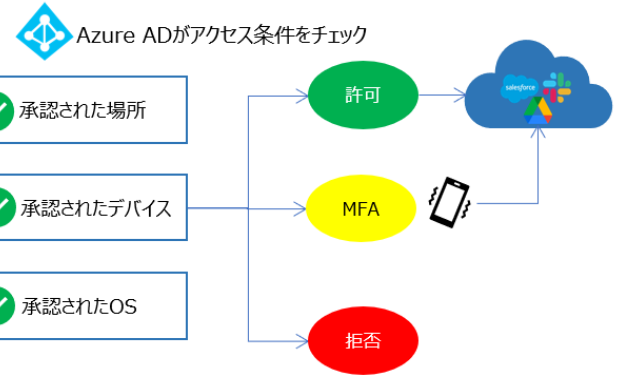 Azure ADがアクセス条件をチェック
承認された場所
承認されたデバイス
承認されたOS
許可
MFA
拒否
salesforce